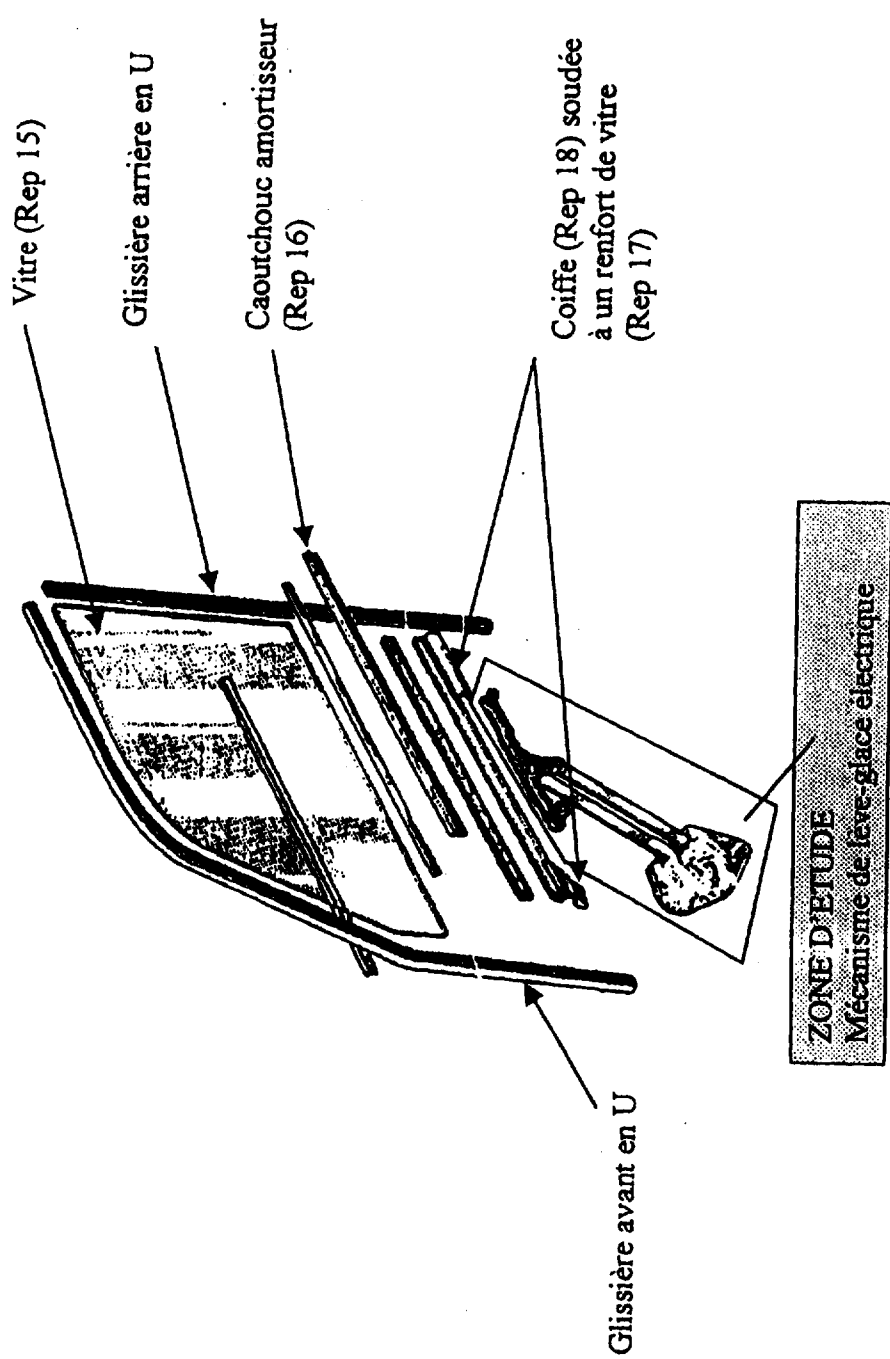 Vitre (Rep 15)
Glissière arrière en U
Caoutchouc amortisseur
(Rep 16)
Coiffe (Rep 18) soudée
à un renfort de vitre
(Rep 17)
Glissière avant en U
ZONE D'ETUDE
Mécanisme de lève-glace électrique